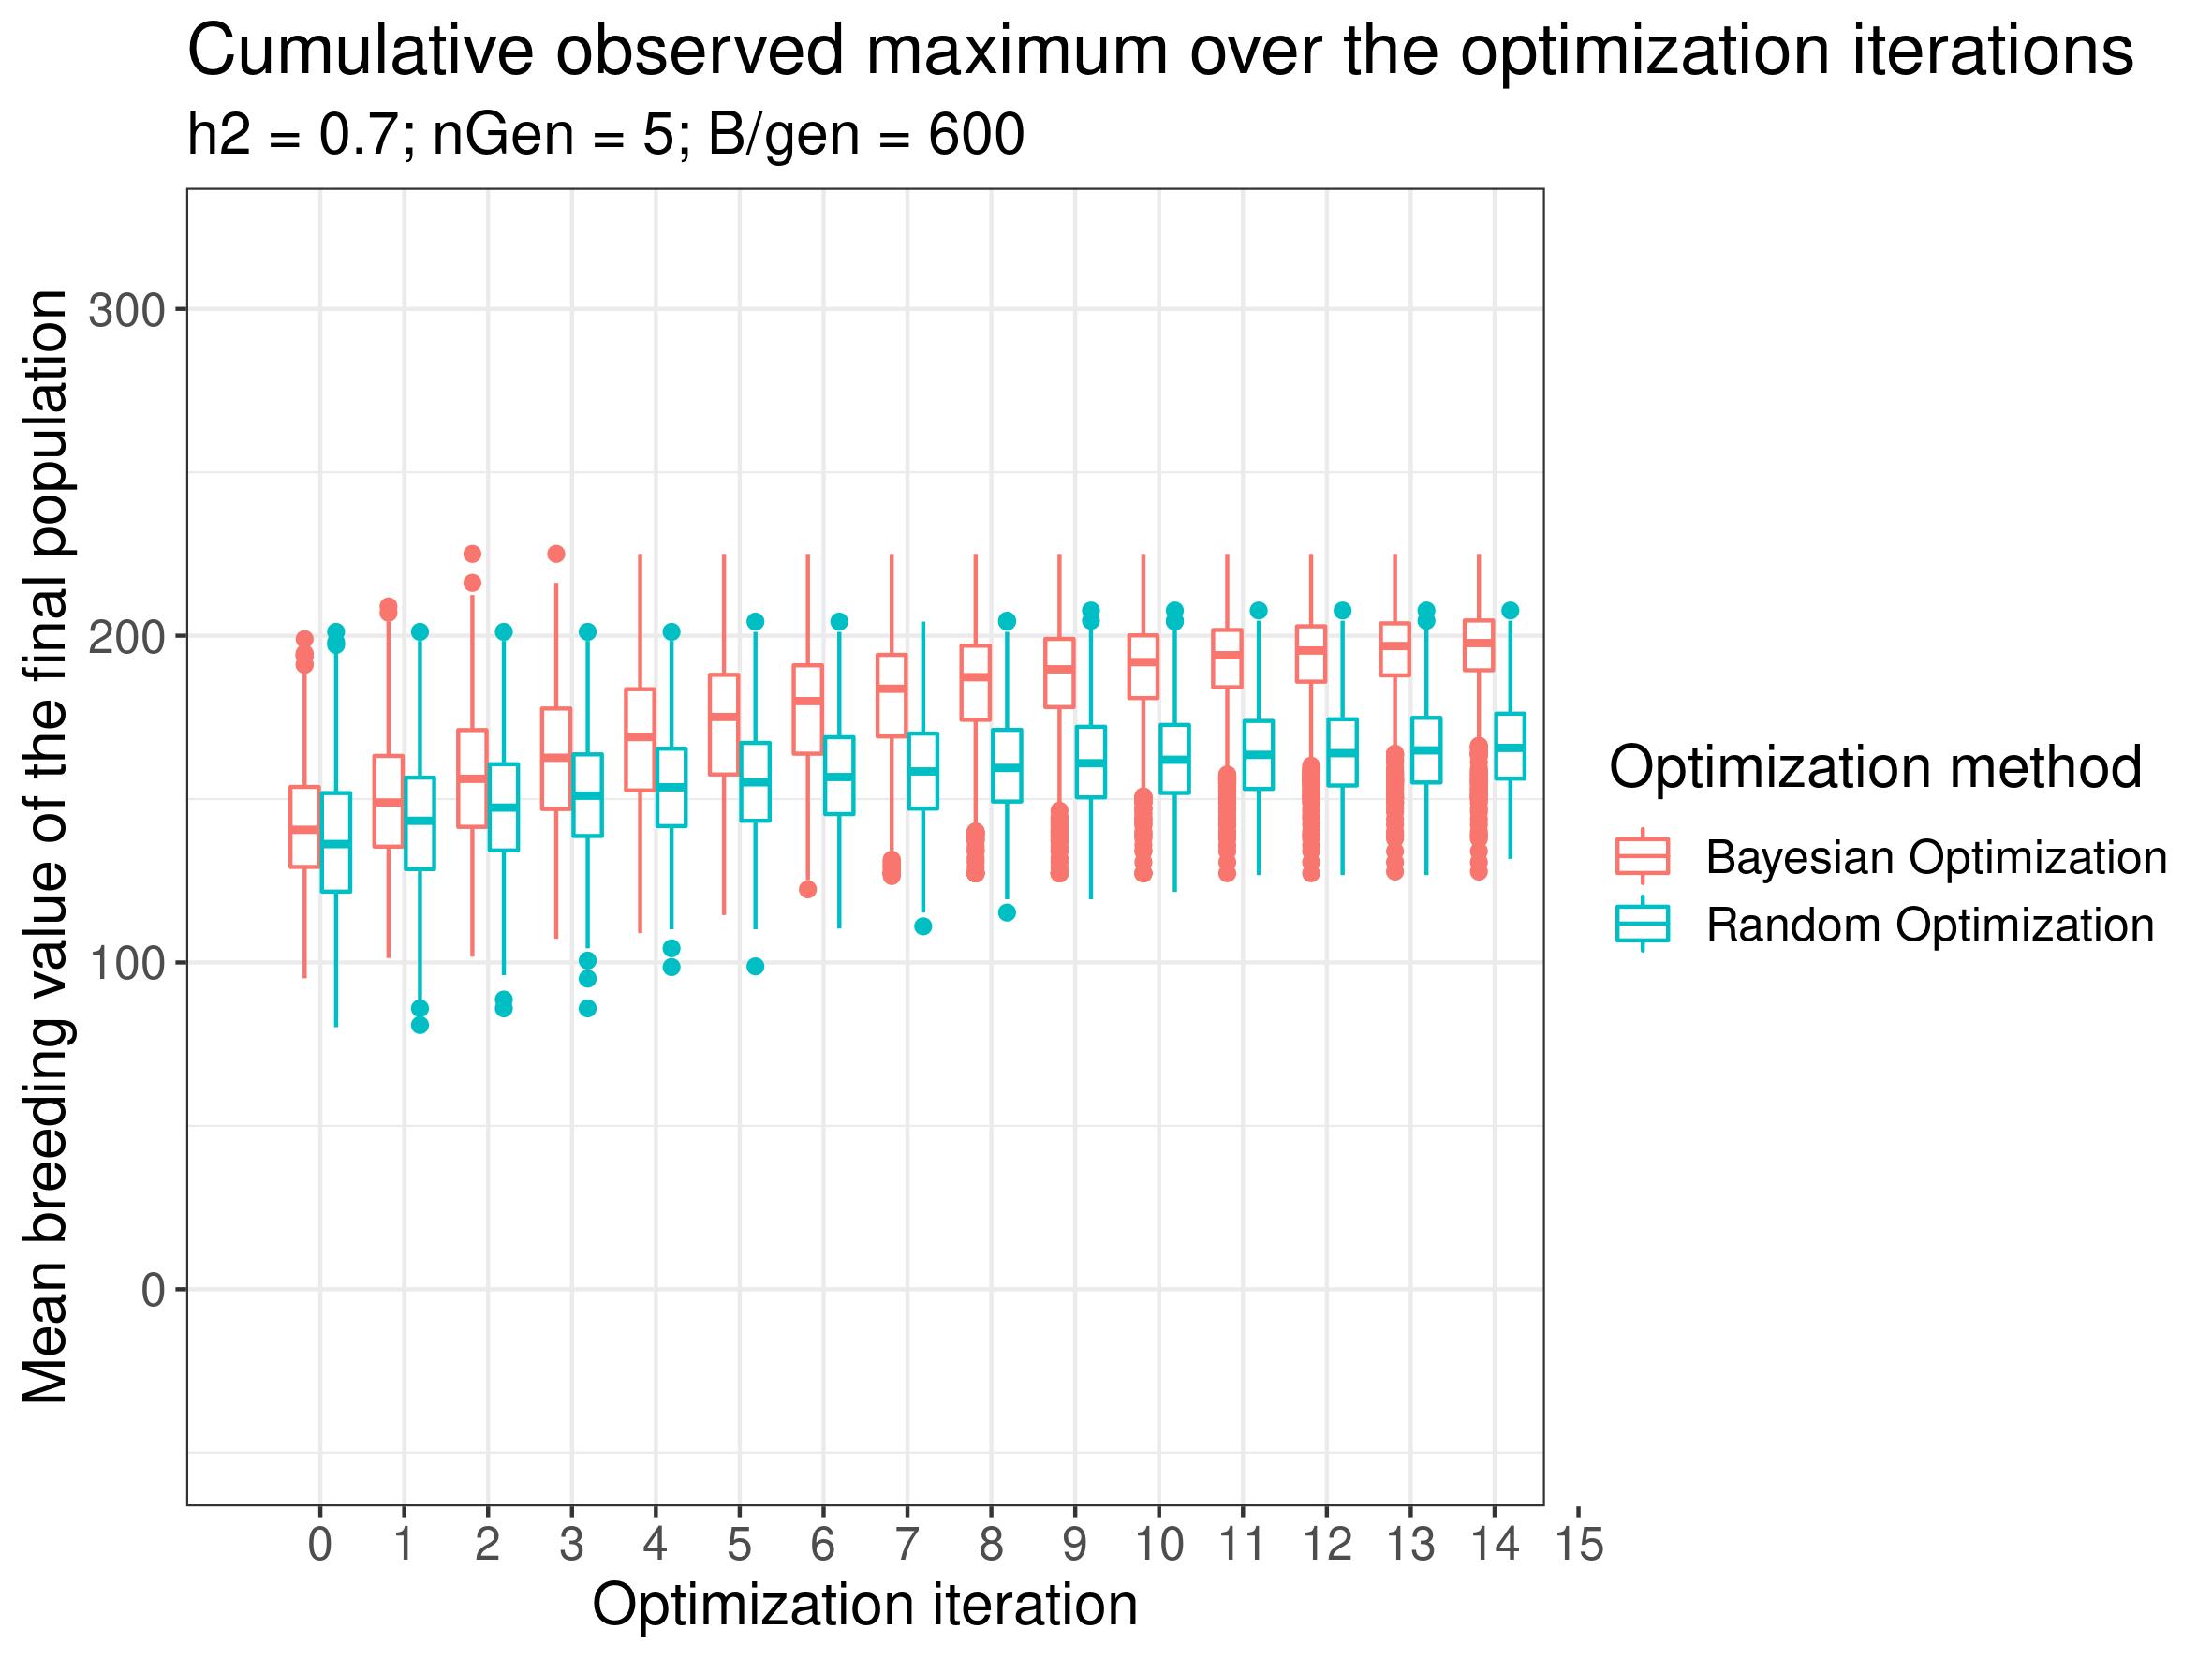 Cumulative observed maximum over the optimization iterations
h2 = 0.7; nGen = 5; B/gen = 600
Mean breeding value of the final population
300
200
100
0
0 1 2 3 4 5 6 7 8 9 10 11 12 13 14 15
Optimization iteration
Optimization method
Bayesian Optimization
Random Optimization